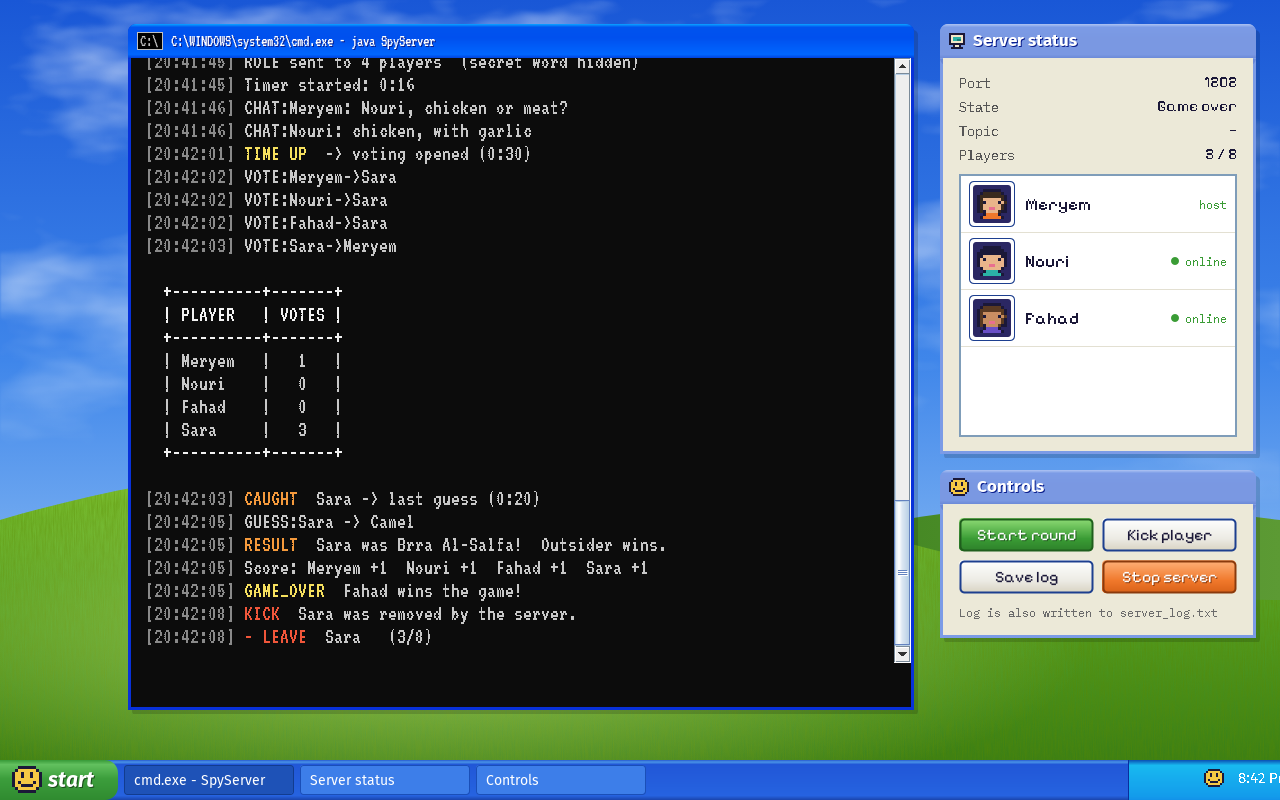 C:\ C:\WINDOWS\system32\cmd.exe - java SpyServer
[20:41:45] ROLE sent to 4 players (secret word hidden)
[20:41:45] Timer started: 0:16
[20:41:46] CHAT:Meryem: Nouri, chicken or meat?
[20:41:46] CHAT:Nouri: chicken, with garlic
[20:42:01] TIME UP -> voting opened (0:30)
[20:42:02] VOTE:Meryem->Sara
[20:42:02] VOTE:Nouri->Sara
[20:42:02] VOTE:Fahad->Sara
[20:42:03] VOTE:Sara->Meryem
+----------+-------+
| PLAYER | VOTES |
+----------+-------+
| Meryem | 1 |
| Nouri | 0 |
| Fahad | 0 |
| Sara | 3 |
+----------+-------+
[20:42:03] CAUGHT Sara -> last guess (0:20)
[20:42:05] GUESS:Sara -> Camel
[20:42:05] RESULT Sara was Brra Al-Salfa! Outsider wins.
[20:42:05] Score: Meryem +1 Nouri +1 Fahad +1 Sara +1
[20:42:05] GAME_OVER Fahad wins the game!
[20:42:08] KICK Sara was removed by the server.
[20:42:08] - LEAVE Sara (3/8)
Server status
Port 1808
State Game over
Topic -
Players 3 / 8
Meryem host
Nouri online
Fahad online
Controls
Start round Kick player
Save log Stop server
Log is also written to server_log.txt
start cmd.exe - SpyServer Server status Controls 8:42